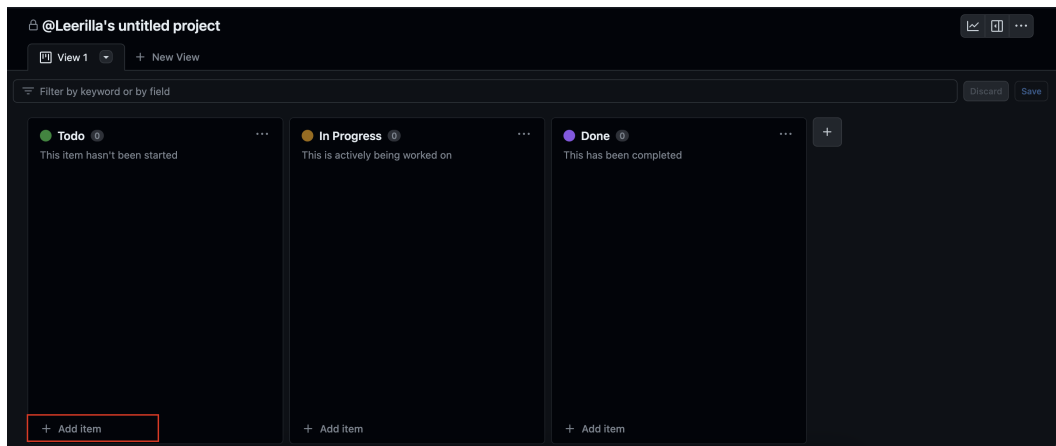 @Leerilla's untitled project
View 1
+ New View
Filter by keyword or by field
Discard
Save
Todo 0
This item hasn't been started
+ Add item
In Progress 0
This is actively being worked on
+ Add item
Done 0
This has been completed
+ Add item